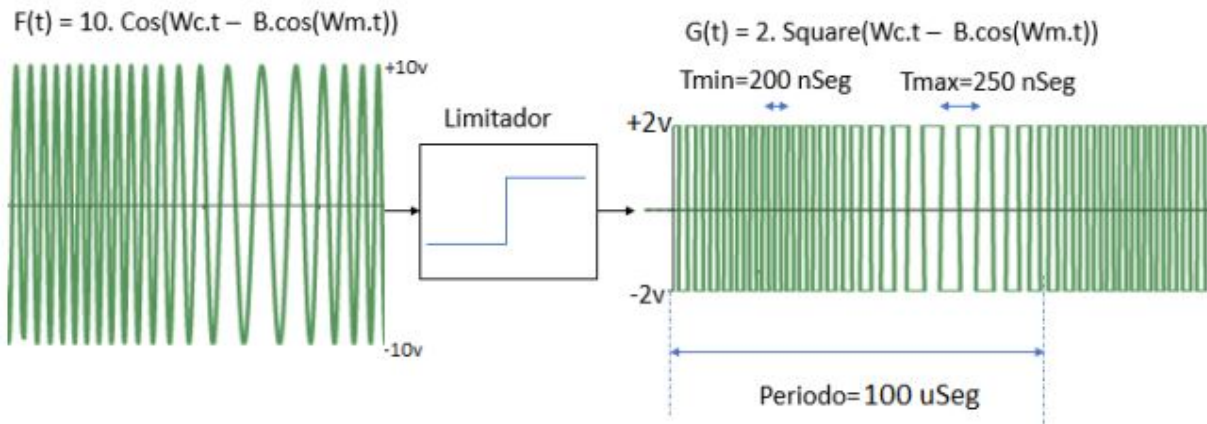 F(t) = 10. Cos(Wc.t – B.cos(Wm.t))
+10v
-10v
Limitador
G(t) = 2. Square(Wc.t – B.cos(Wm.t))
Tmin=200 nSeg
Tmax=250 nSeg
+2v
-2v
Periodo= 100 uSeg